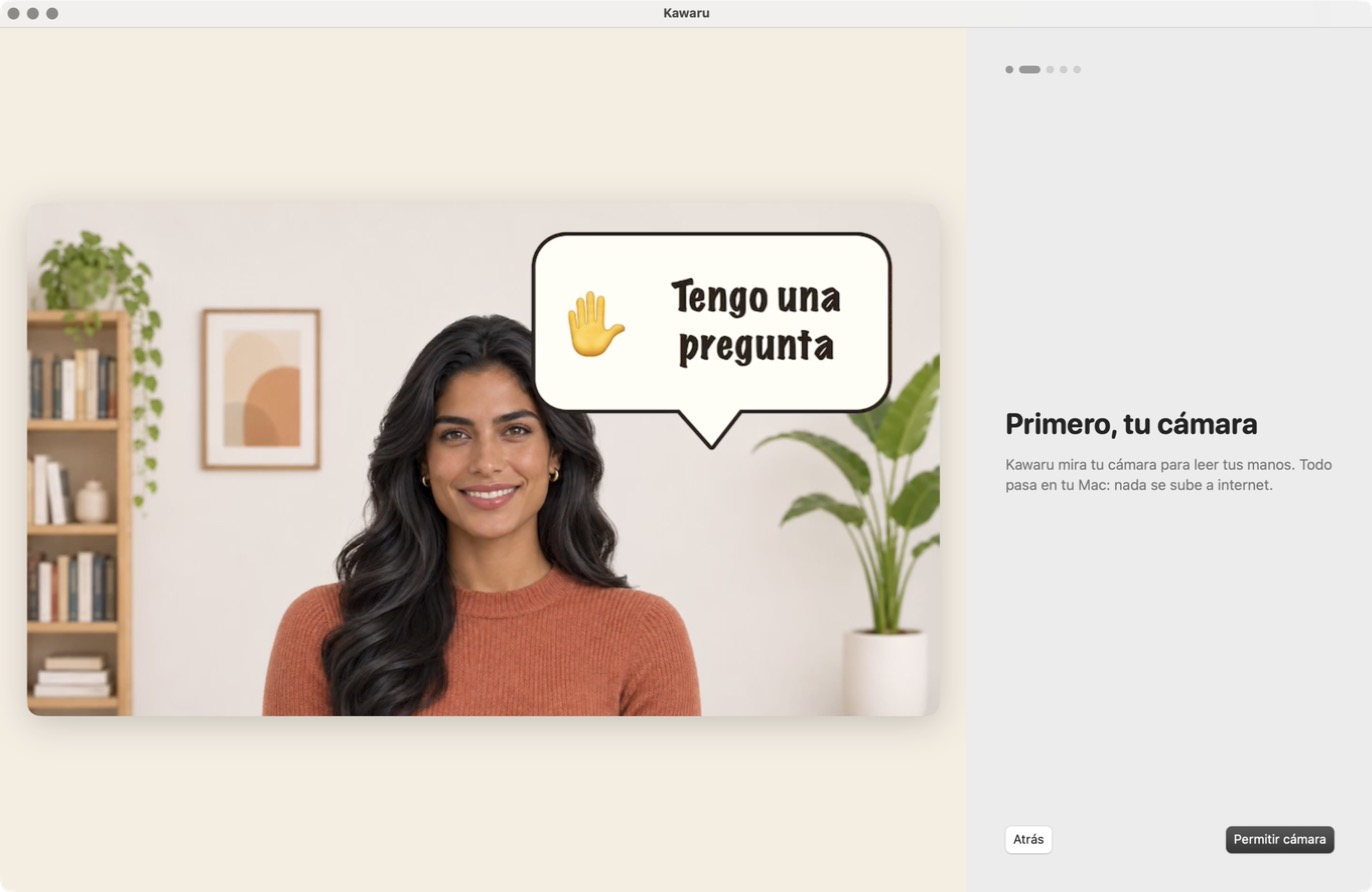 Kawaru
Tengo una
pregunta
Primero, tu cámara
Kawaru mira tu cámara para leer tus manos. Todo
pasa en tu Mac: nada se sube a internet.
Atrás
Permitir cámara